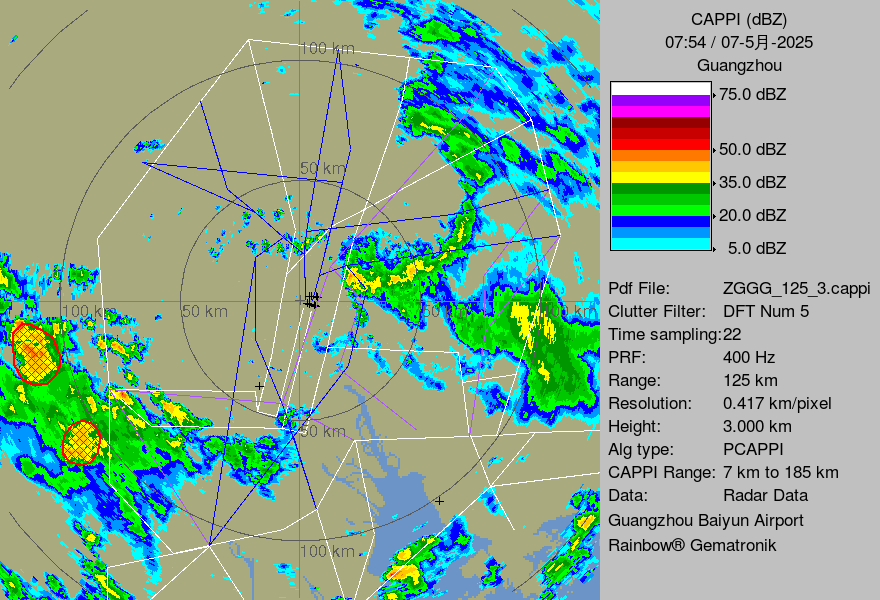 100 km
50 km
100 km
50 km
50 km
100 km
50 km
100 km
CAPPI (dBZ)
07:54 / 07-5月-2025
Guangzhou
75.0 dBZ
50.0 dBZ
35.0 dBZ
20.0 dBZ
5.0 dBZ
Pdf File: ZGGG_125_3.cappi
Clutter Filter: DFT Num 5
Time sampling:22
PRF: 400 Hz
Range: 125 km
Resolution: 0.417 km/pixel
Height: 3.000 km
Alg type: PCAPPI
CAPPI Range: 7 km to 185 km
Data: Radar Data
Guangzhou Baiyun Airport
Rainbow® Gematronik